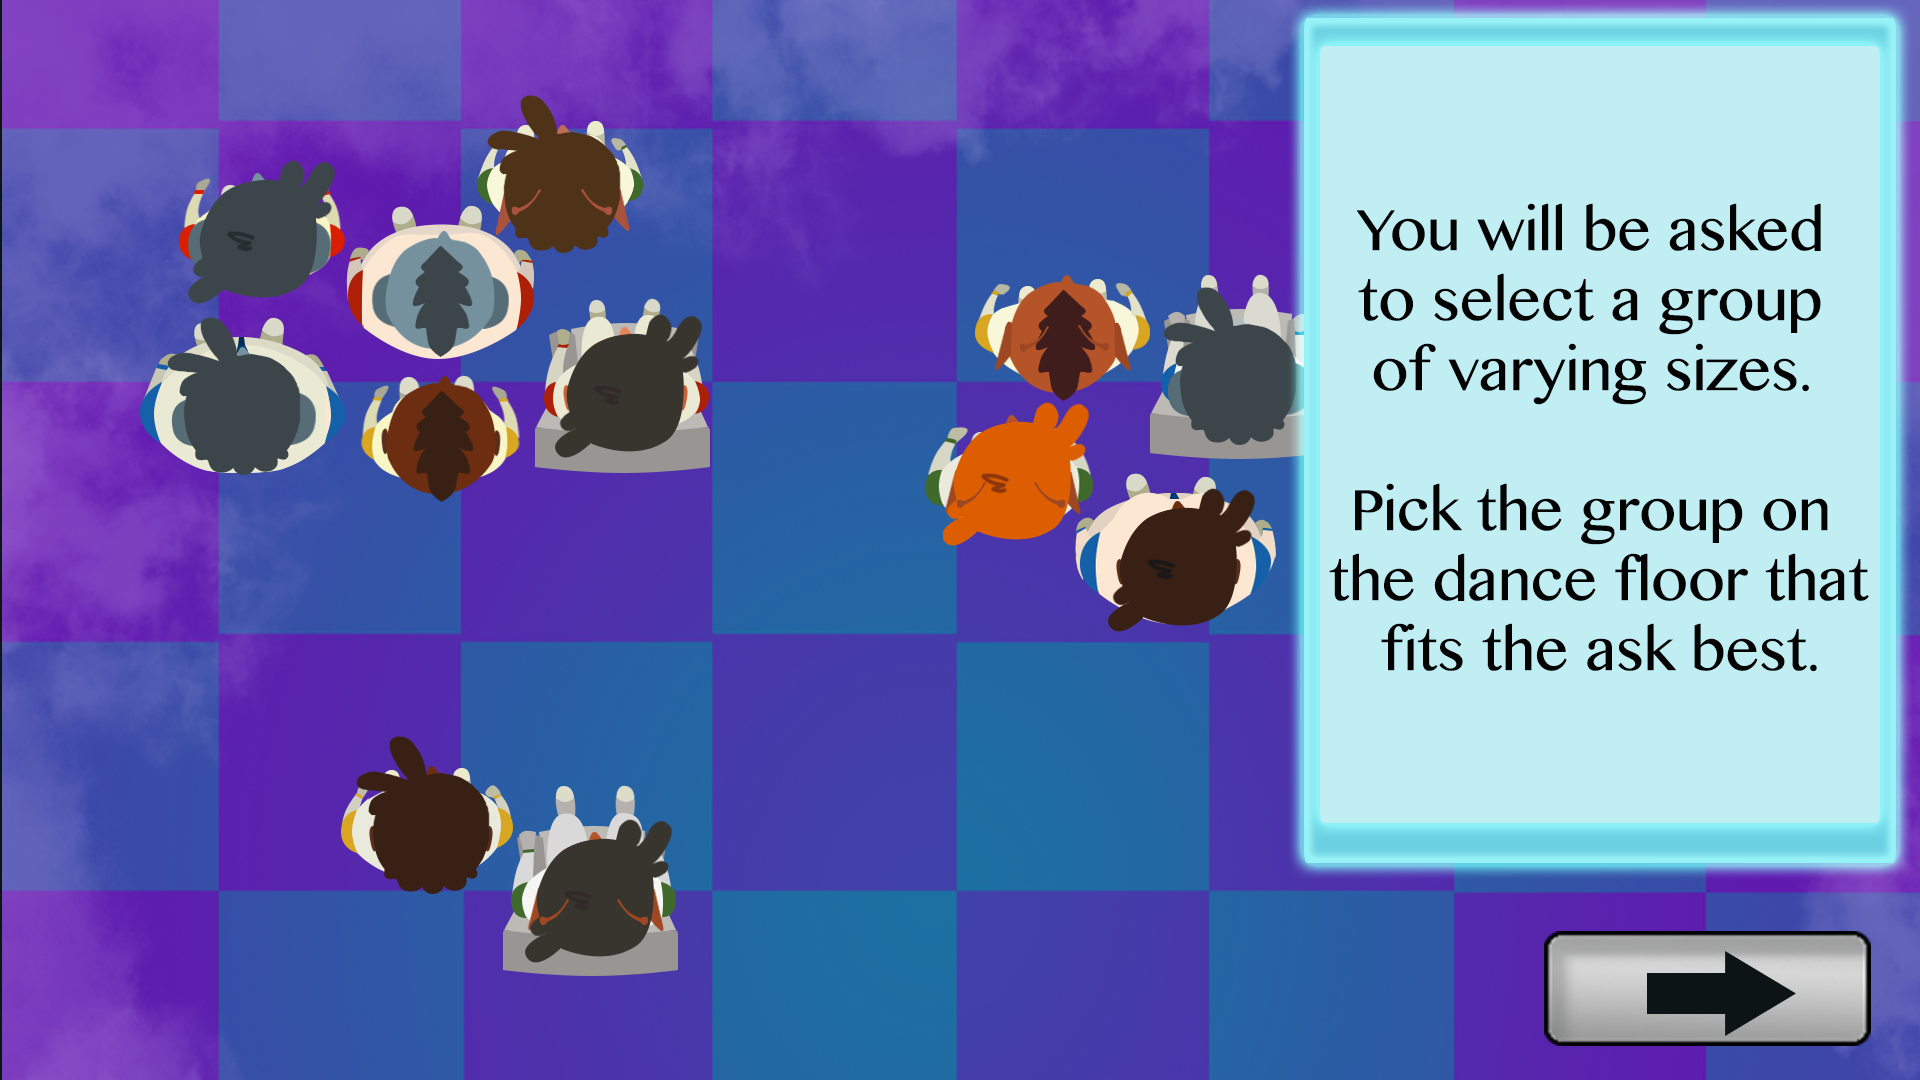 You will be asked
to select a group
of varying sizes.
Pick the group on
the dance floor that
fits the ask best.